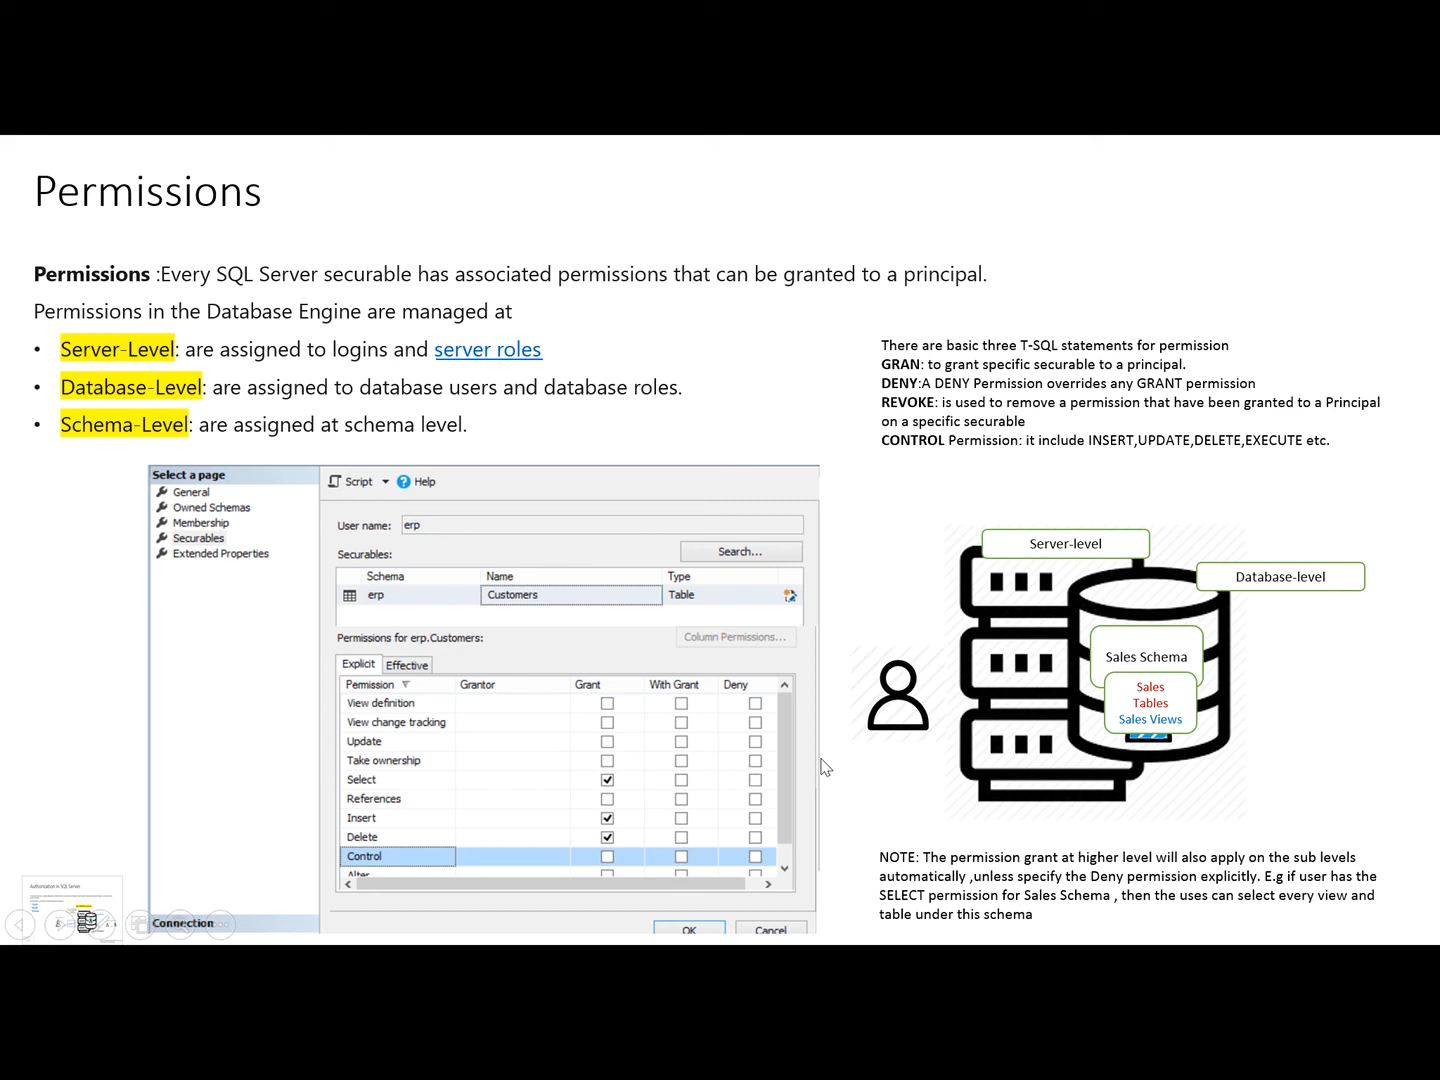 Permissions
Permissions :Every SQL Server securable has associated permissions that can be granted to a principal.
Permissions in the Database Engine are managed at
• Server-Level: are assigned to logins and server roles
• Database-Level: are assigned to database users and database roles.
• Schema-Level: are assigned at schema level.
There are basic three T-SQL statements for permission
GRAN: to grant specific securable to a principal.
DENY:A DENY Permission overrides any GRANT permission
REVOKE: is used to remove a permission that have been granted to a Principal
on a specific securable
CONTROL Permission: it include INSERT,UPDATE,DELETE,EXECUTE etc.
Select a page
General
Owned Schemas
Membership
Securables
Extended Properties
Connection
Script Help
User name: erp
Securables: Search...
Schema Name Type
erp Customers Table
Permissions for erp.Customers: Column Permissions...
Explicit Effective
Permission Grantor Grant With Grant Deny
View definition
View change tracking
Update
Take ownership
Select
References
Insert
Delete
Control
Alter
OK Cancel
Server-level
Database-level
Sales Schema
Sales
Tables
Sales Views
NOTE: The permission grant at higher level will also apply on the sub levels
automatically ,unless specify the Deny permission explicitly. E.g if user has the
SELECT permission for Sales Schema , then the uses can select every view and
table under this schema
Authorization in SQL Server